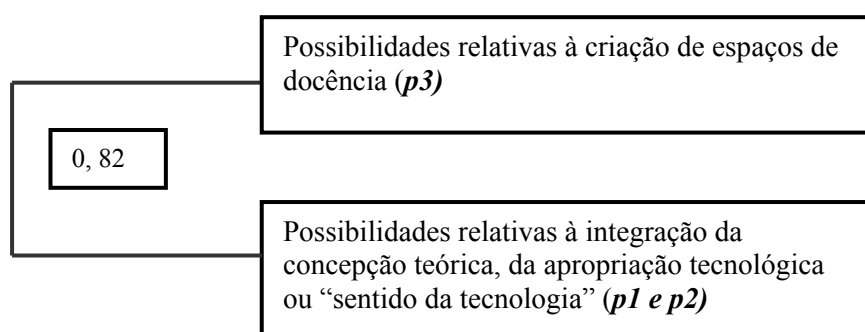 Possibilidades relativas à criação de espaços de
docência (p3)
0, 82
Possibilidades relativas à integração da
concepção teórica, da apropriação tecnológica
ou “sentido da tecnologia” (p1 e p2)